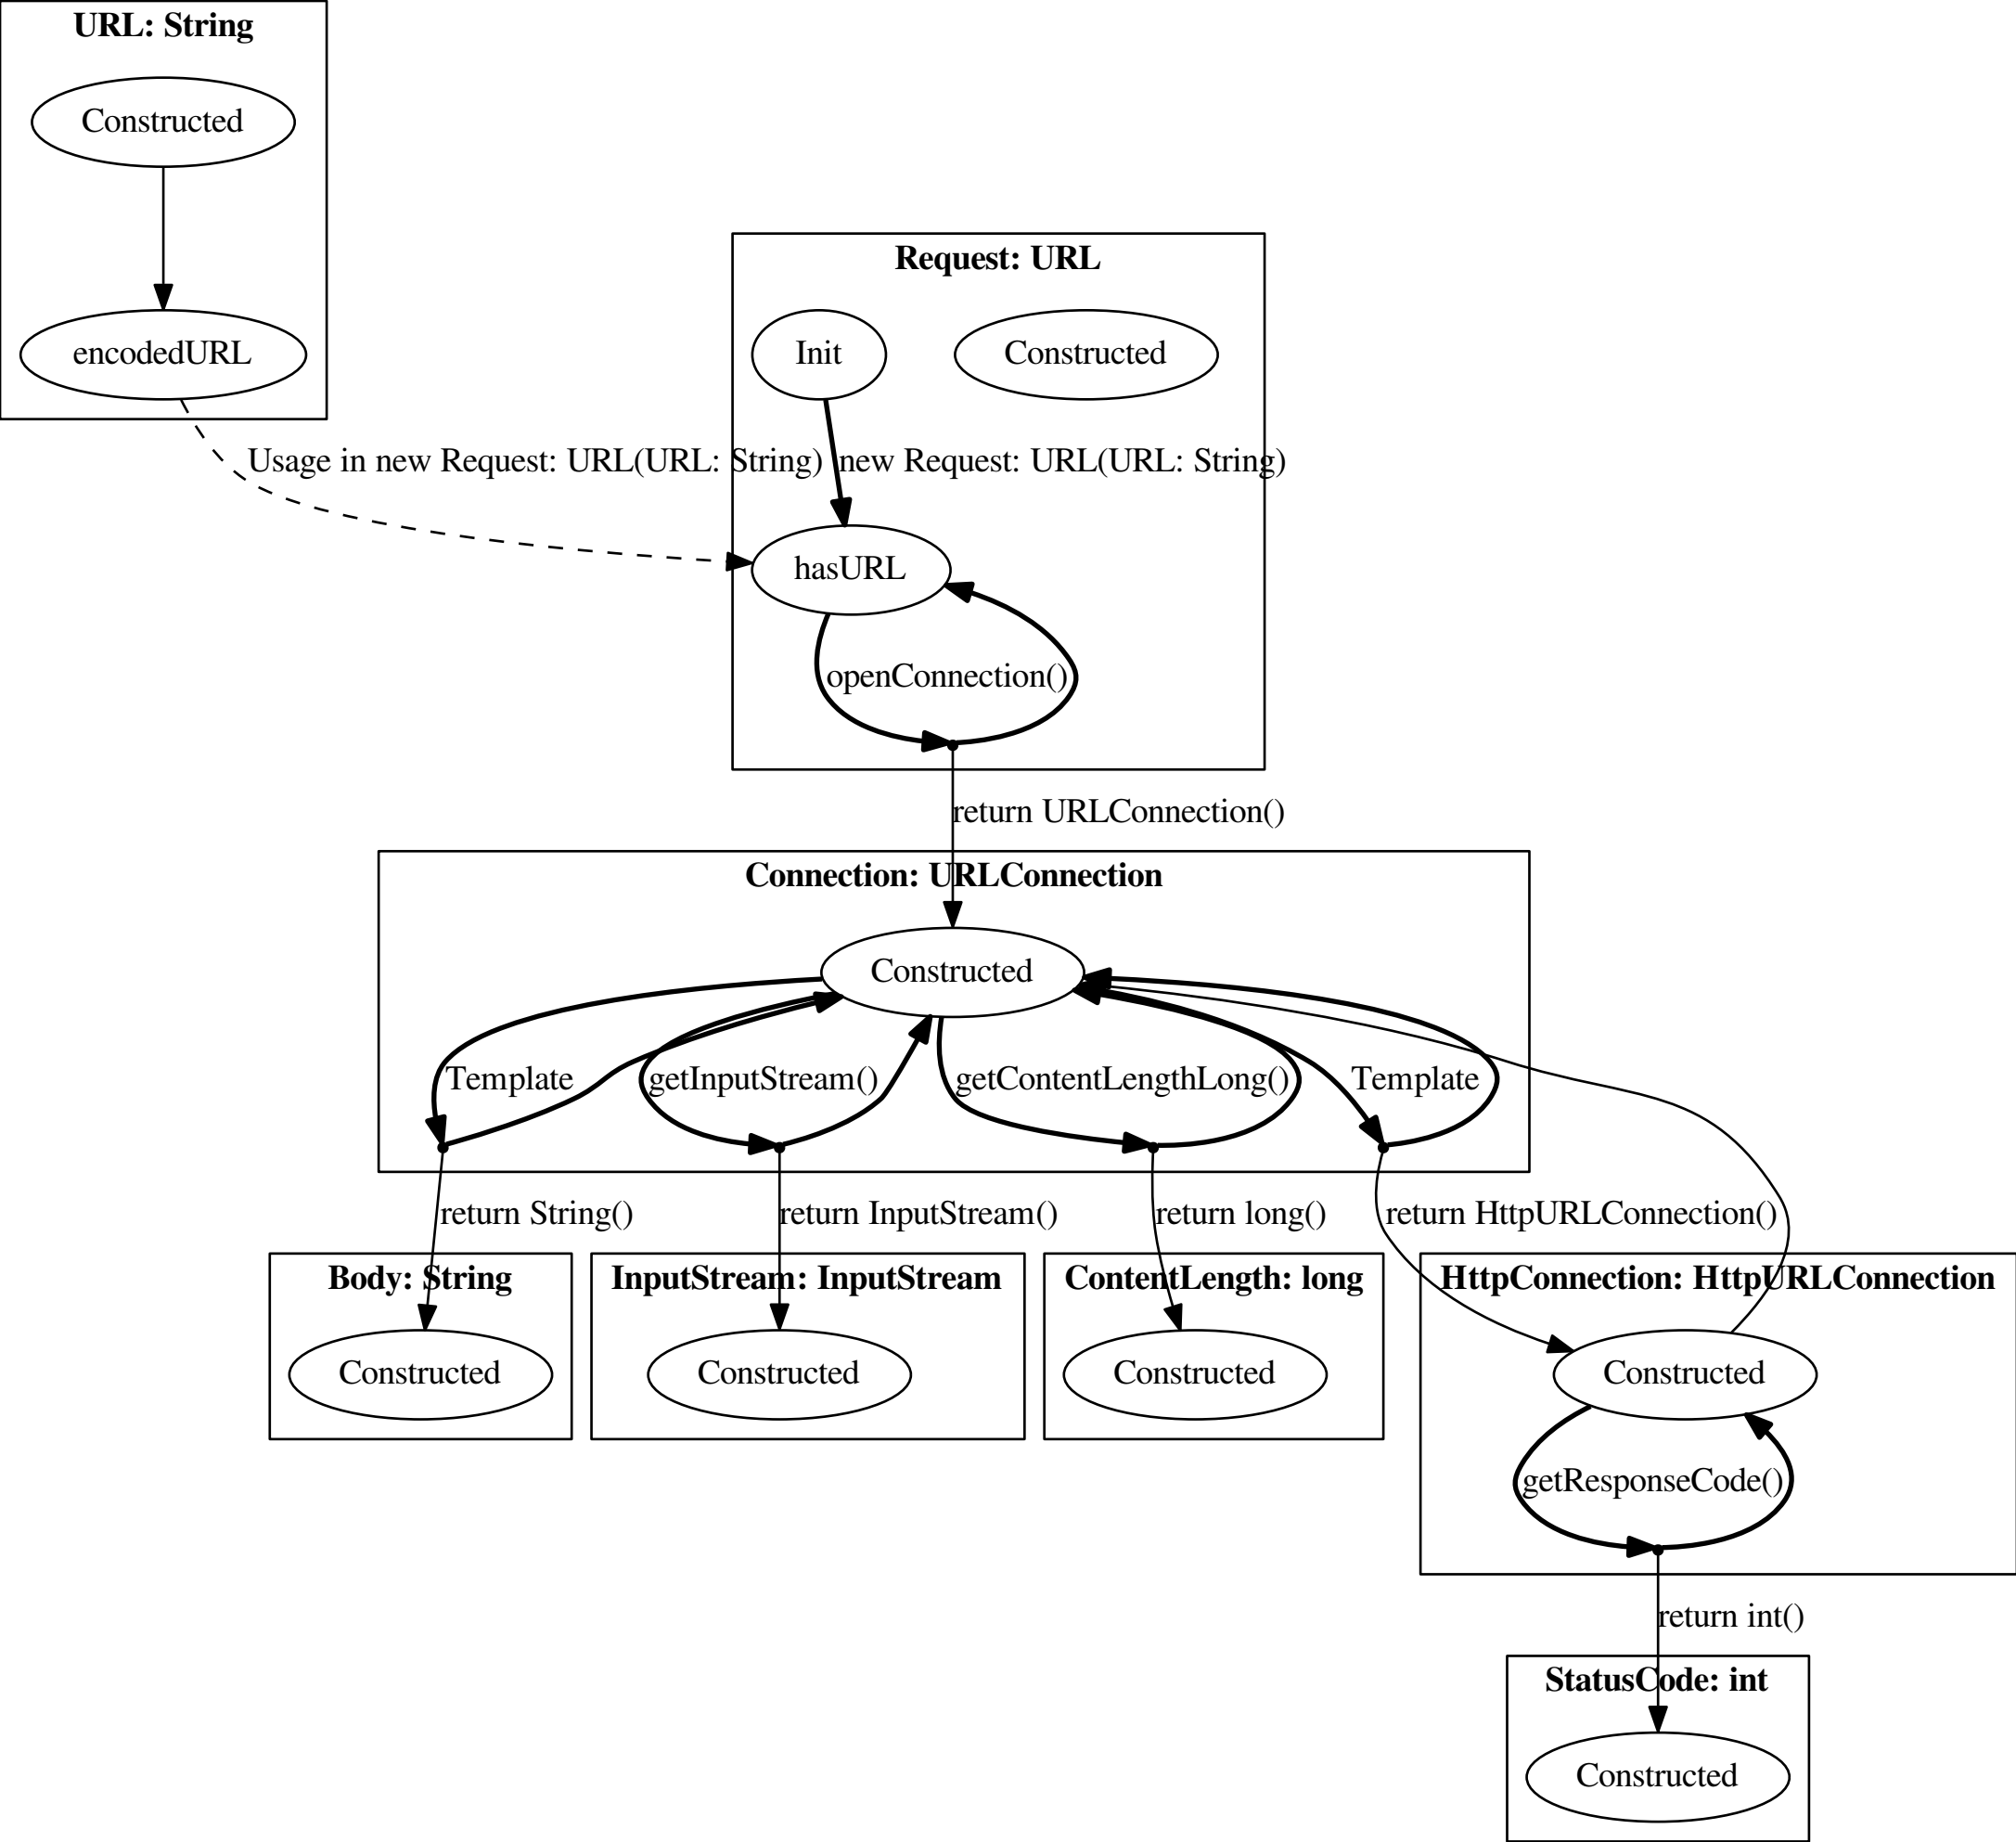 URL: String
Constructed
encodedURL
Request: URL
Init
Constructed
Usage in new Request: URL(URL: String)
new Request: URL(URL: String)
hasURL
openConnection()
return URLConnection()
Connection: URLConnection
Constructed
Template
getInputStream()
getContentLengthLong()
Template
return String()
return InputStream()
return long()
return HttpURLConnection()
Body: String
InputStream: InputStream
ContentLength: long
HttpConnection: HttpURLConnection
Constructed
Constructed
Constructed
Constructed
getResponseCode()
return int()
StatusCode: int
Constructed